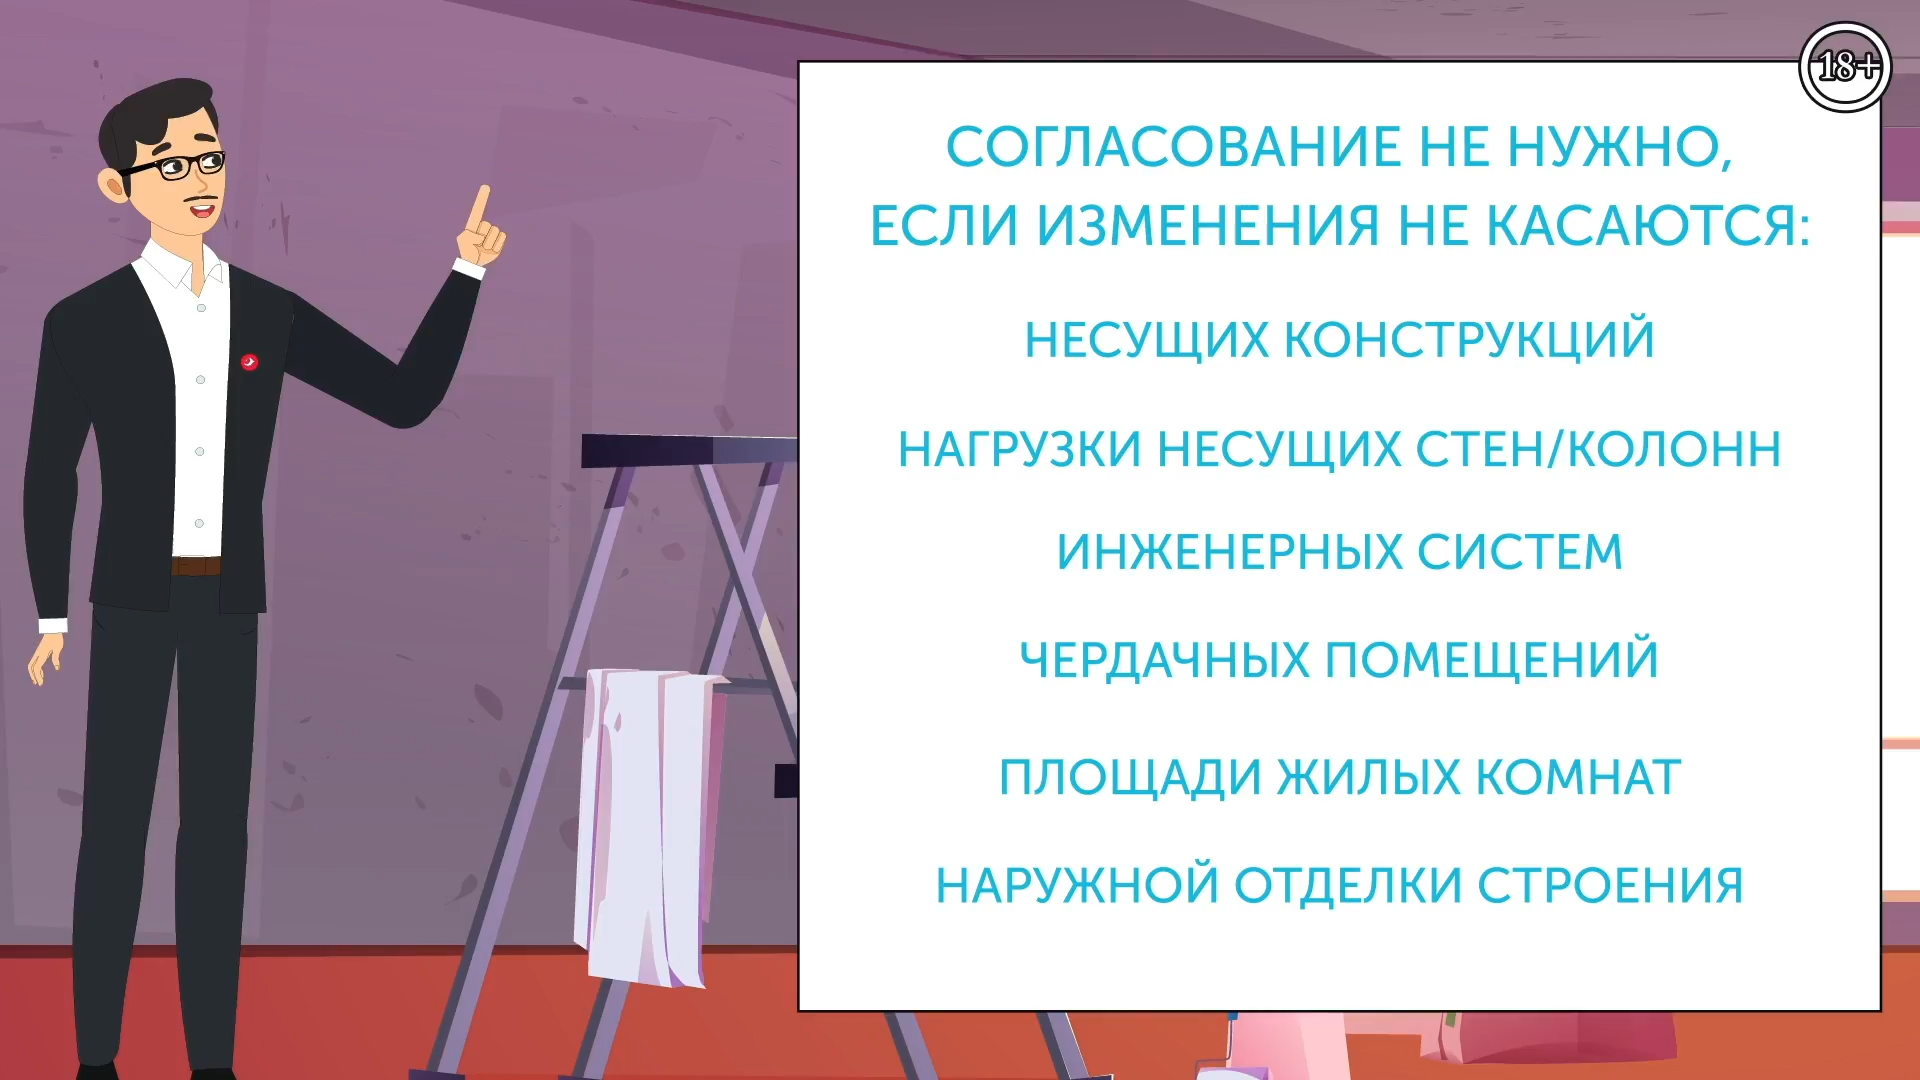 18+
СОГЛАСОВАНИЕ НЕ НУЖНО,
ЕСЛИ ИЗМЕНЕНИЯ НЕ КАСАЮТСЯ:
НЕСУЩИХ КОНСТРУКЦИЙ
НАГРУЗКИ НЕСУЩИХ СТЕН/КОЛОНН
ИНЖЕНЕРНЫХ СИСТЕМ
ЧЕРДАЧНЫХ ПОМЕЩЕНИЙ
ПЛОЩАДИ ЖИЛЫХ КОМНАТ
НАРУЖНОЙ ОТДЕЛКИ СТРОЕНИЯ